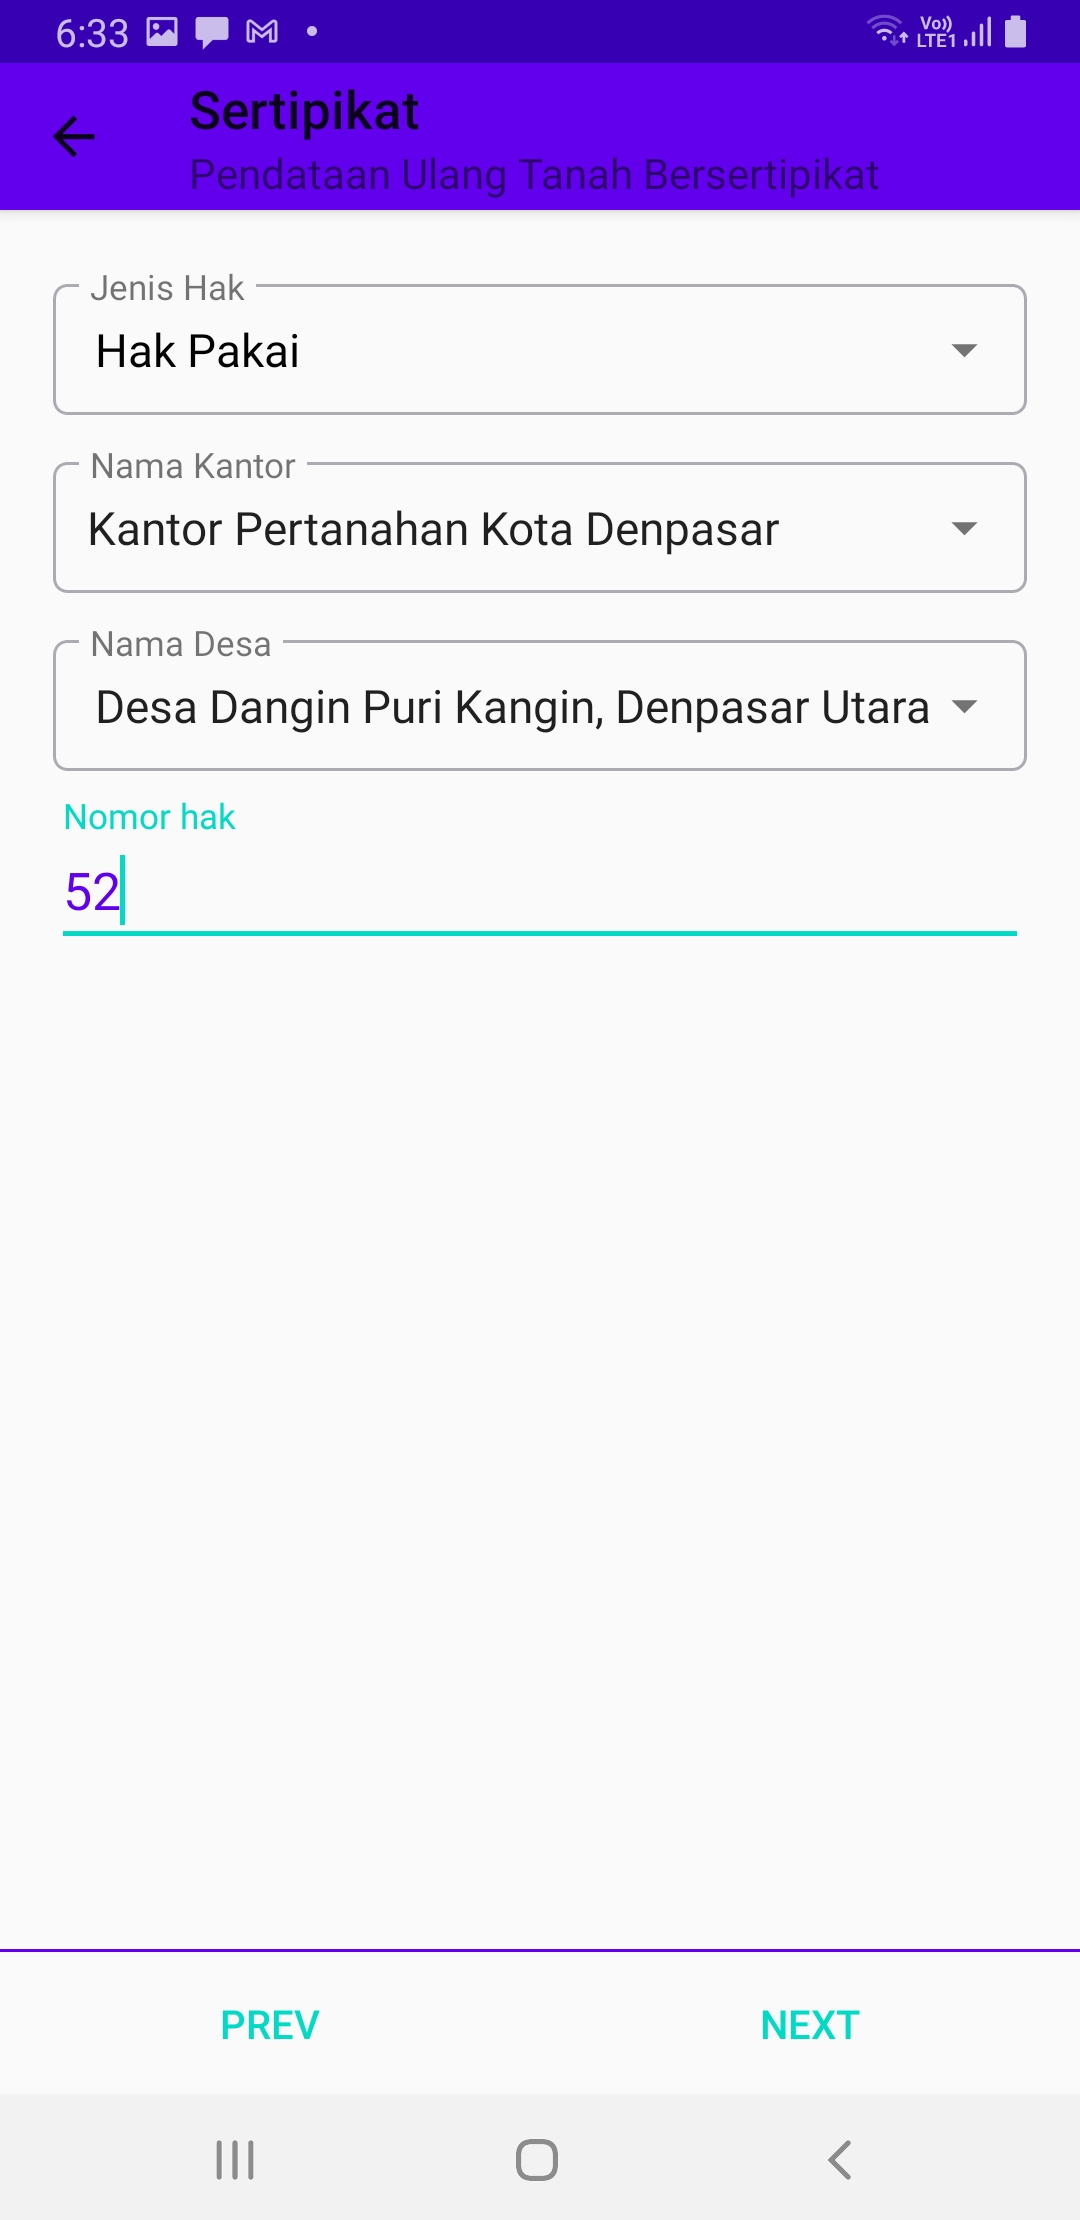 6:33
Vo)) LTE1
Sertipikat
Pendataan Ulang Tanah Bersertipikat
Jenis Hak
Hak Pakai
Nama Kantor
Kantor Pertanahan Kota Denpasar
Nama Desa
Desa Dangin Puri Kangin, Denpasar Utara
Nomor hak
52
PREV
NEXT